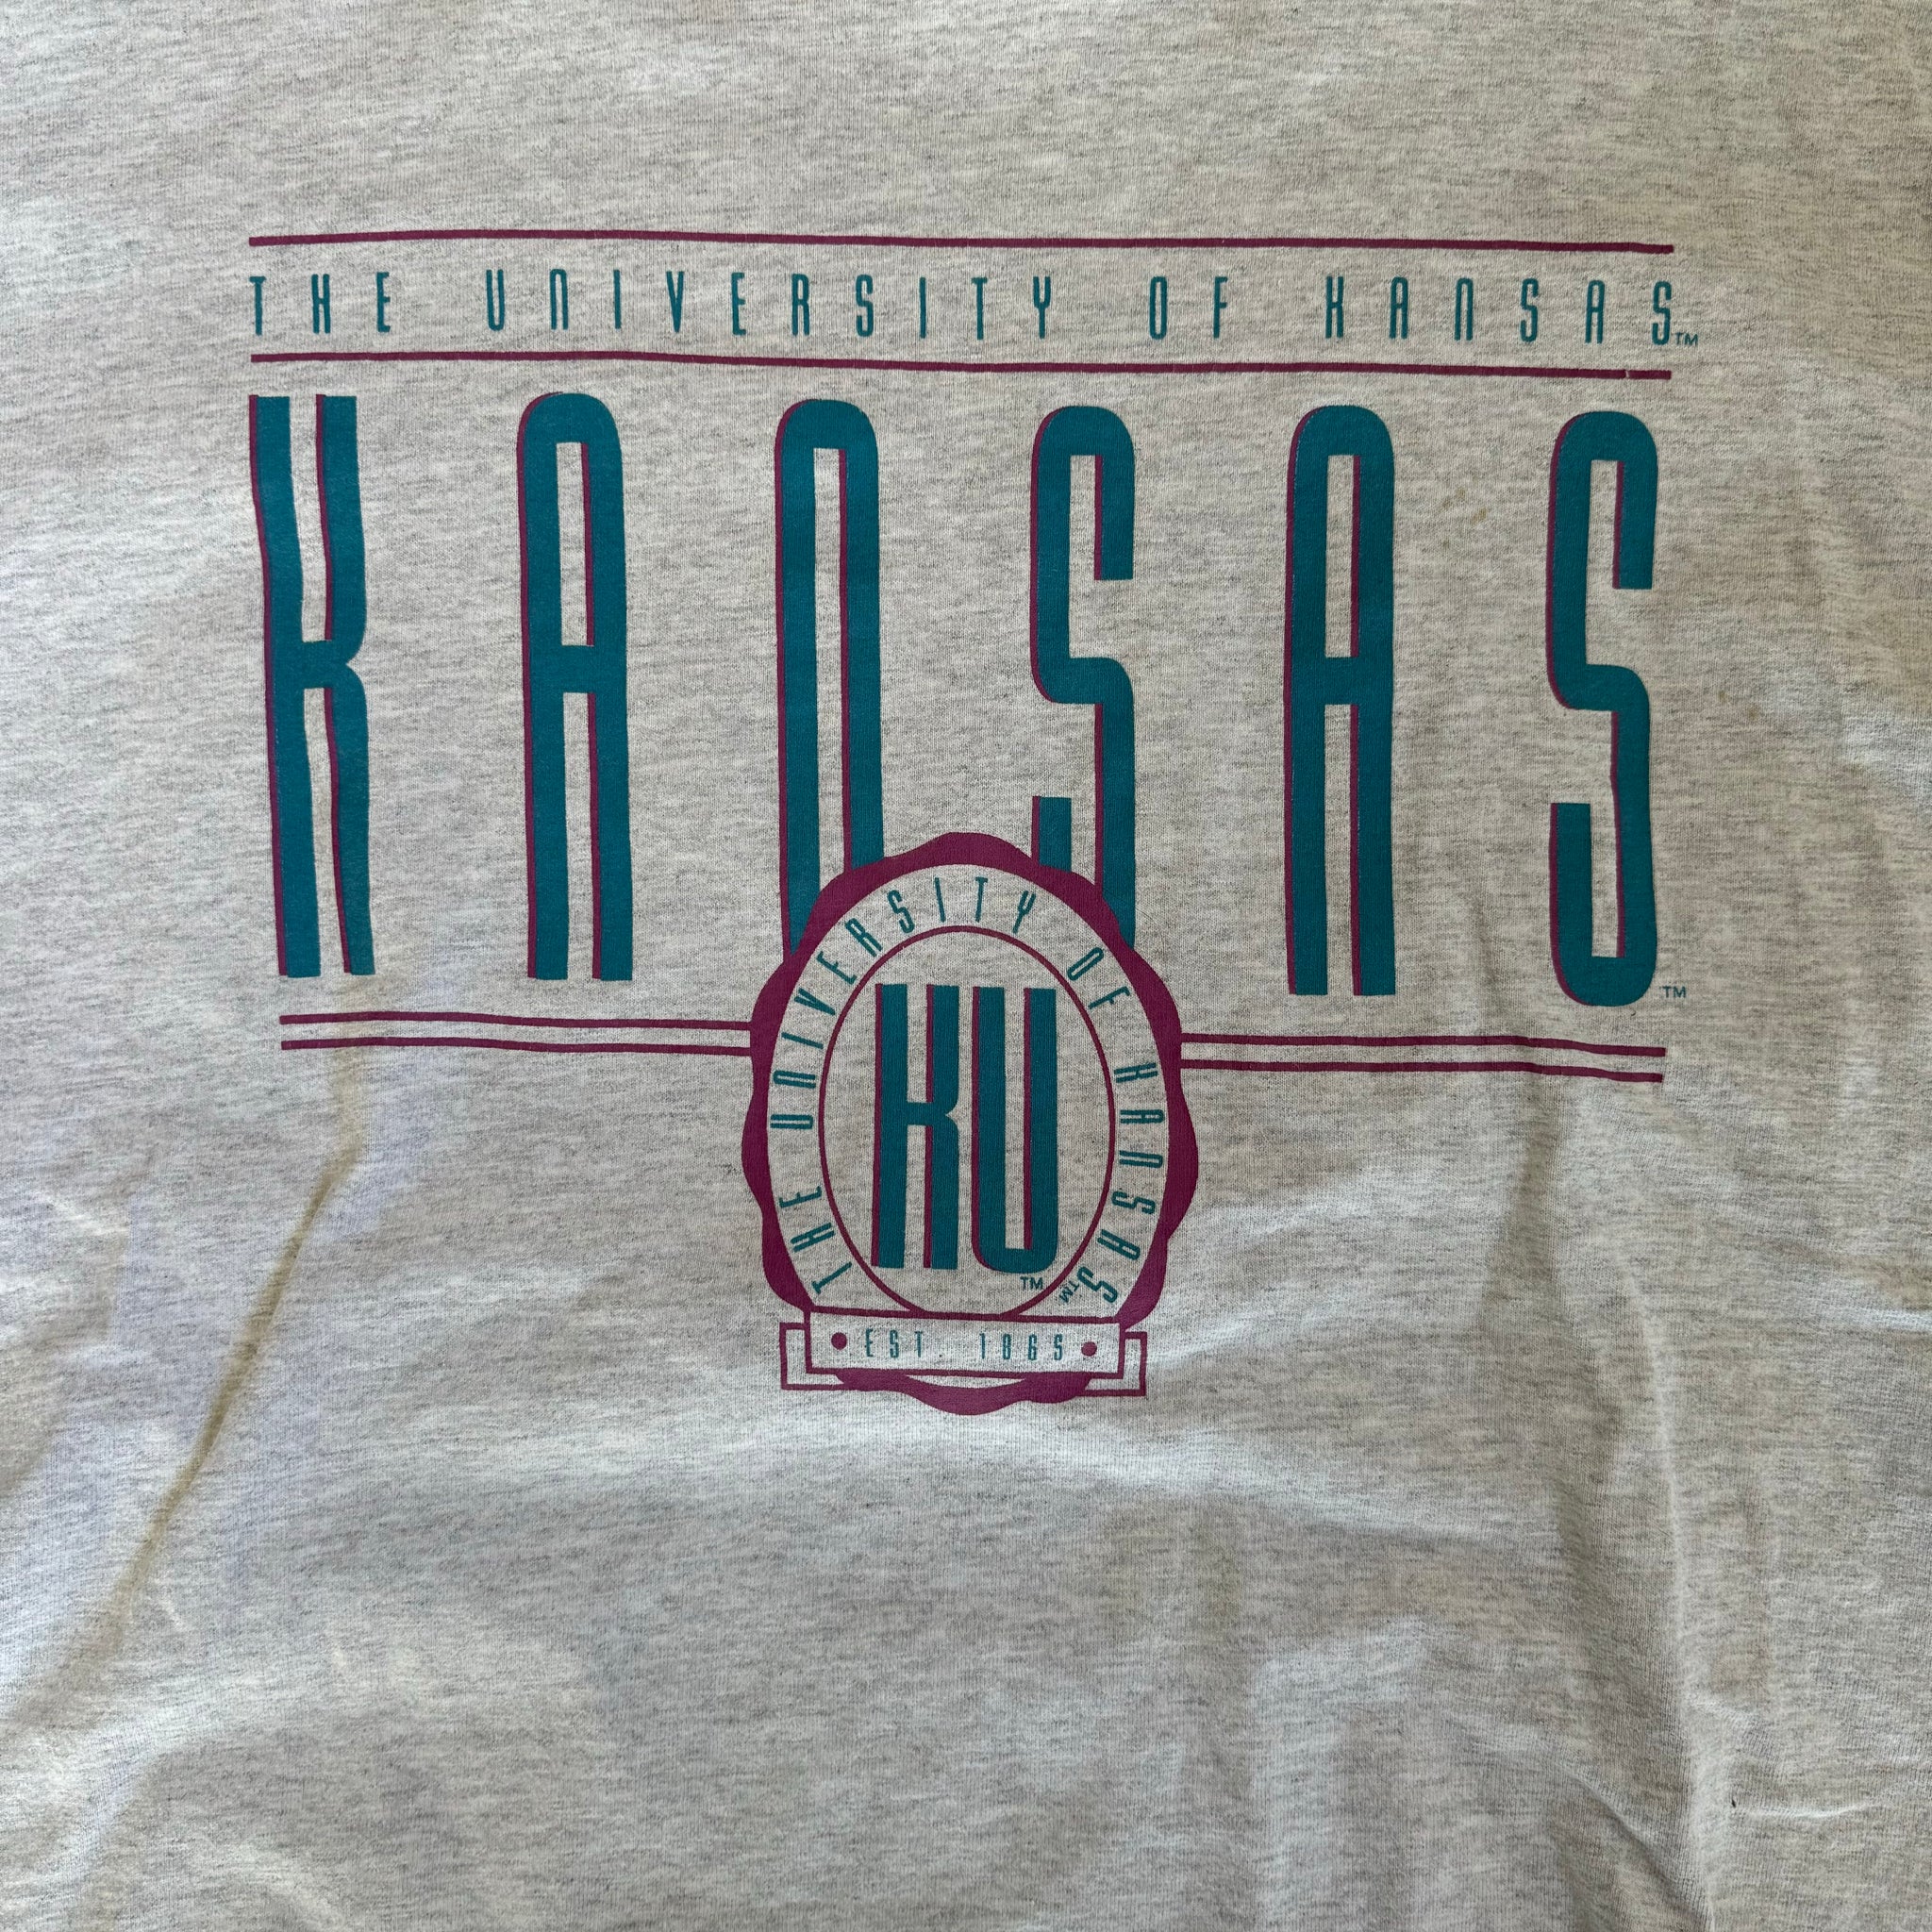 THE UNIVERSITY OF KANSAS™
KANSAS™
THE UNIVERSITY OF KANSAS™
KU™
• EST. 1865 •